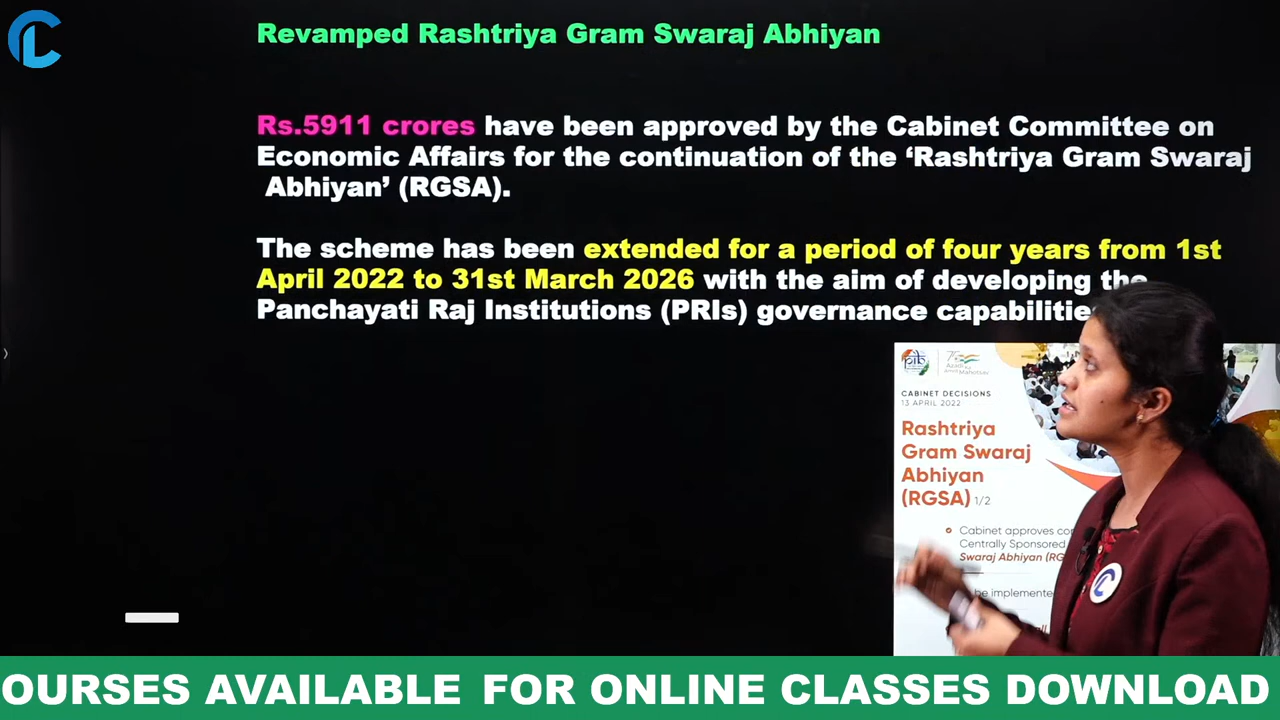 Revamped Rashtriya Gram Swaraj Abhiyan
Rs.5911 crores have been approved by the Cabinet Committee on
Economic Affairs for the continuation of the ‘Rashtriya Gram Swaraj
Abhiyan’ (RGSA).
The scheme has been extended for a period of four years from 1st
April 2022 to 31st March 2026 with the aim of developing the
Panchayati Raj Institutions (PRIs) governance
CABINET DECISIONS
13 APRIL 2022
Rashtriya
Gram Swaraj
Abhiyan
(RGSA) 1/2
Cabinet approves
Centrally Sponsored
Swaraj Abhiyan
be
OURSES AVAILABLE FOR ONLINE CLASSES DOWNLOAD